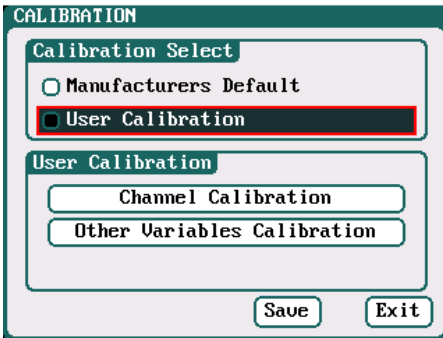 CALIBRATION
Calibration Select
Manufacturers Default
User Calibration
User Calibration
Channel Calibration
Other Variables Calibration
Save Exit